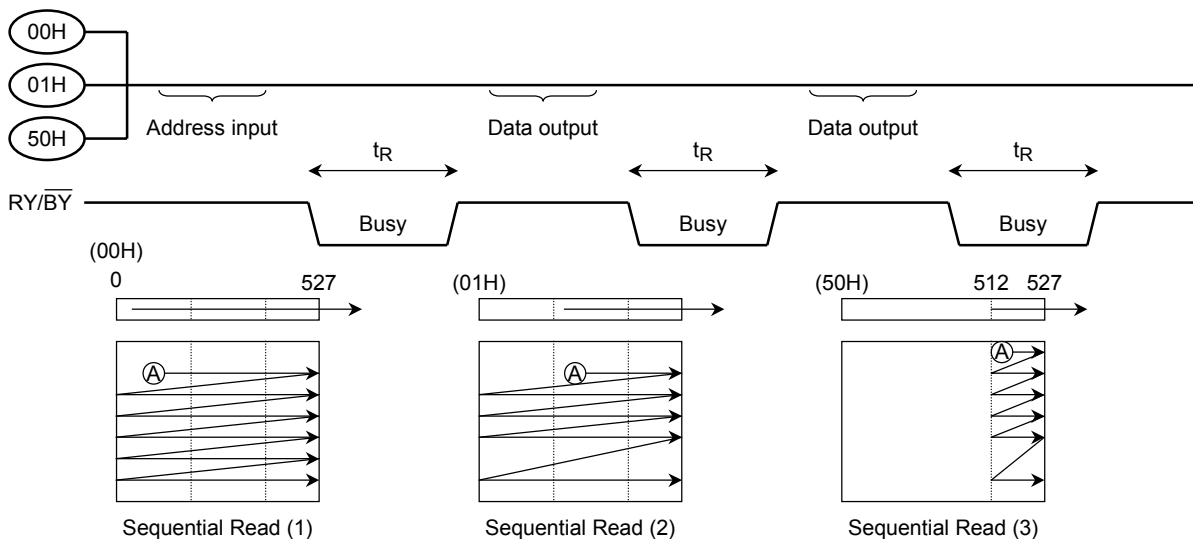 00H
01H
50H
Address input
Data output
Data output
tR
tR
tR
RY/B̅Y̅
Busy
Busy
Busy
(00H)
0
527
(01H)
(50H)
512
527
A
A
A
Sequential Read (1)
Sequential Read (2)
Sequential Read (3)